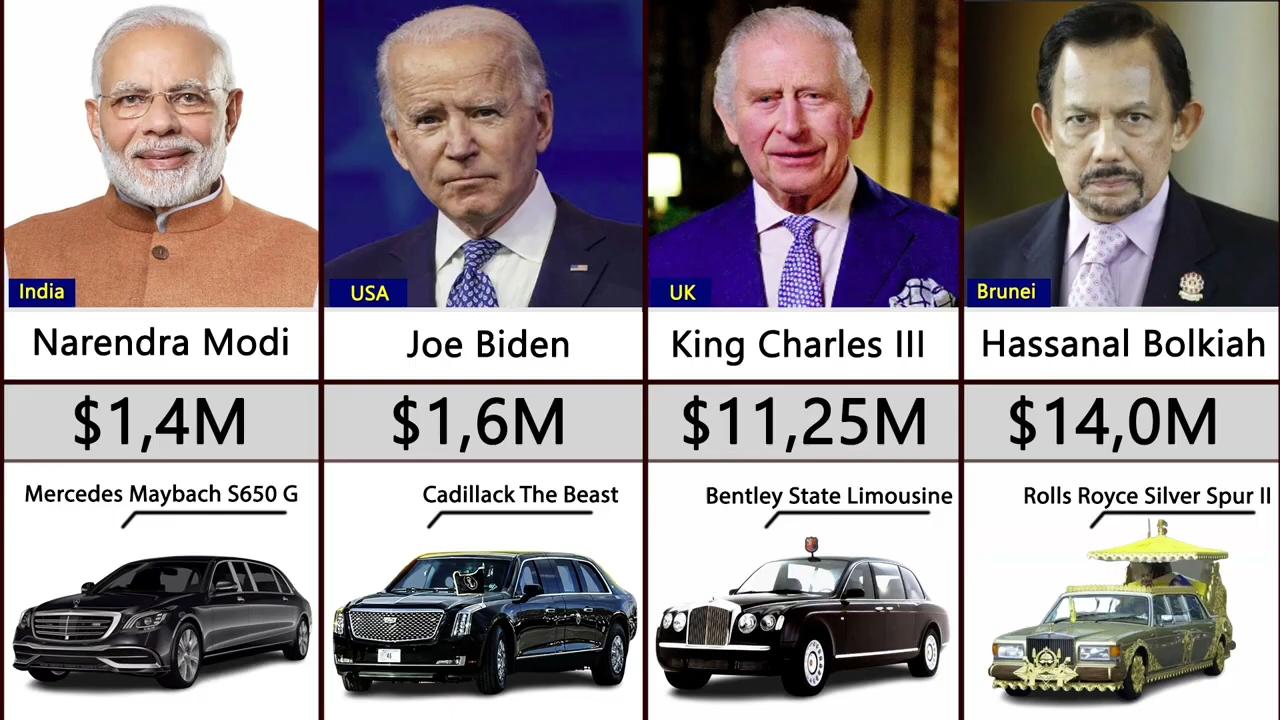 India
USA
UK
Brunei
Narendra Modi
Joe Biden
King Charles III
Hassanal Bolkiah
$1,4M
$1,6M
$11,25M
$14,0M
Mercedes Maybach S650 G
Cadillack The Beast
Bentley State Limousine
Rolls Royce Silver Spur II